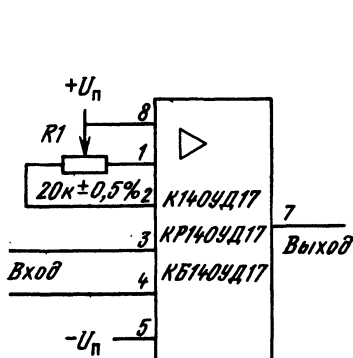 +Uп
8
R1
1
20к±0,5%
2
К140УД17
7
КР140УД17
3
Выход
Вход
КБ140УД17
4
5
-Uп